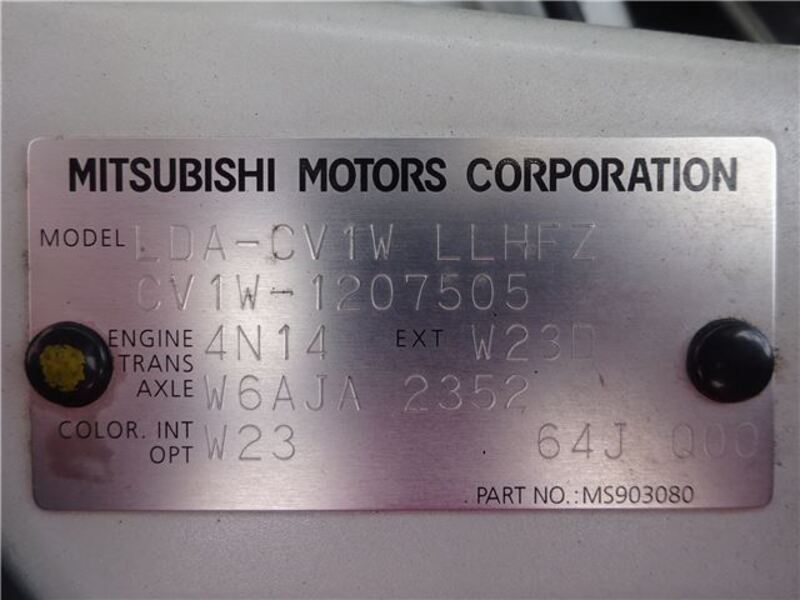 MITSUBISHI MOTORS CORPORATION
MODEL LDA-CV1W LLHFZ
CV1W-1207505
ENGINE 4N14 EXT W23D
TRANS
AXLE W6AJA 2352
COLOR. INT
OPT W23 64J Q00
PART NO.:MS903080